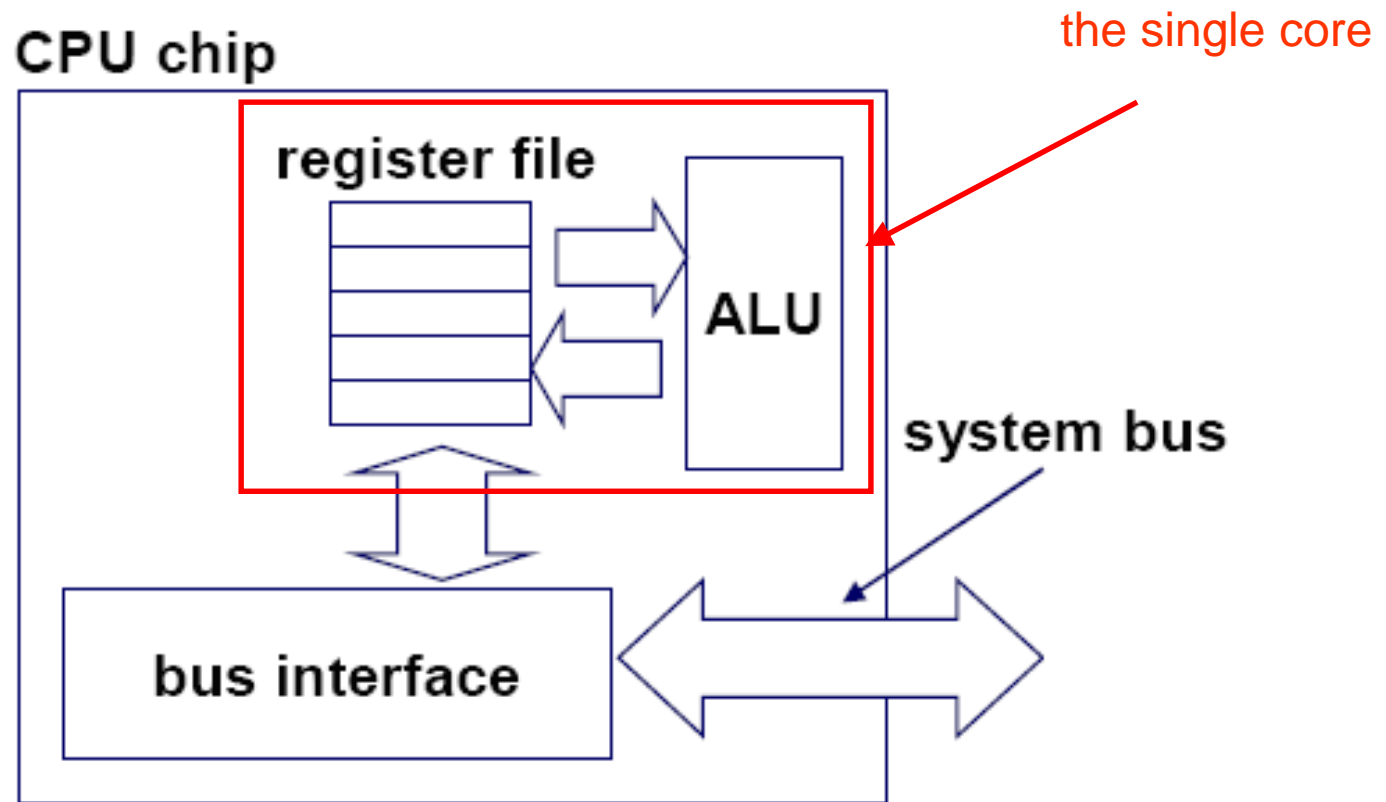 the single core
CPU chip
register file
ALU
system bus
bus interface